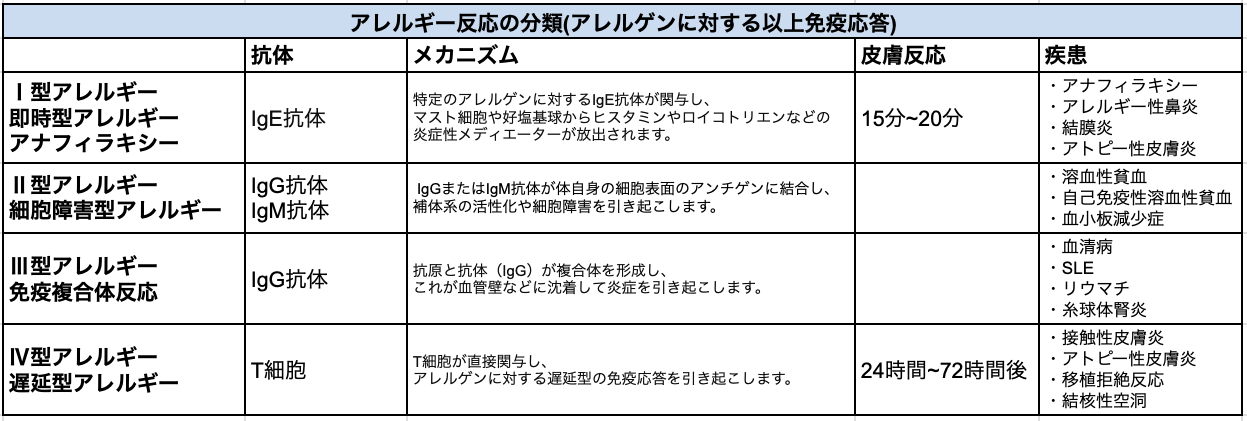 アレルギー反応の分類(アレルゲンに対する以上免疫応答)
抗体 メカニズム 皮膚反応 疾患
Ⅰ型アレルギー
即時型アレルギー
アナフィラキシー
IgE抗体
特定のアレルゲンに対するIgE抗体が関与し、
マスト細胞や好塩基球からヒスタミンやロイコトリエンなどの
炎症性メディエーターが放出されます。
15分~20分
・アナフィラキシー
・アレルギー性鼻炎
・結膜炎
・アトピー性皮膚炎
Ⅱ型アレルギー
細胞障害型アレルギー
IgG抗体
IgM抗体
IgGまたはIgM抗体が体自身の細胞表面のアンチゲンに結合し、
補体系の活性化や細胞障害を引き起こします。
・溶血性貧血
・自己免疫性溶血性貧血
・血小板減少症
Ⅲ型アレルギー
免疫複合体反応
IgG抗体
抗原と抗体（IgG）が複合体を形成し、
これが血管壁などに沈着して炎症を引き起こします。
・血清病
・SLE
・リウマチ
・糸球体腎炎
Ⅳ型アレルギー
遅延型アレルギー
T細胞
T細胞が直接関与し、
アレルゲンに対する遅延型の免疫応答を引き起こします。
24時間~72時間後
・接触性皮膚炎
・アトピー性皮膚炎
・移植拒絶反応
・結核性空洞